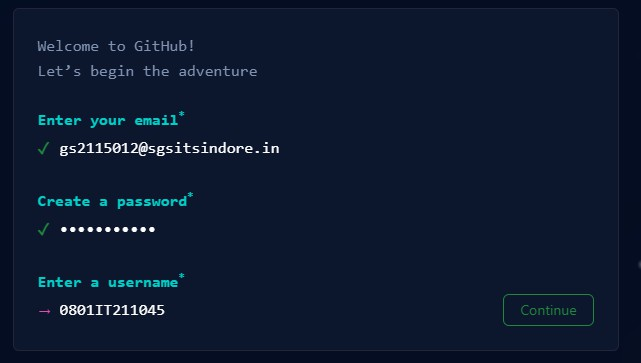 Welcome to GitHub!
Let’s begin the adventure
Enter your email*
✓ gs2115012@sgsitsindore.in
Create a password*
✓ •••••••••••
Enter a username*
→ 0801IT211045
Continue